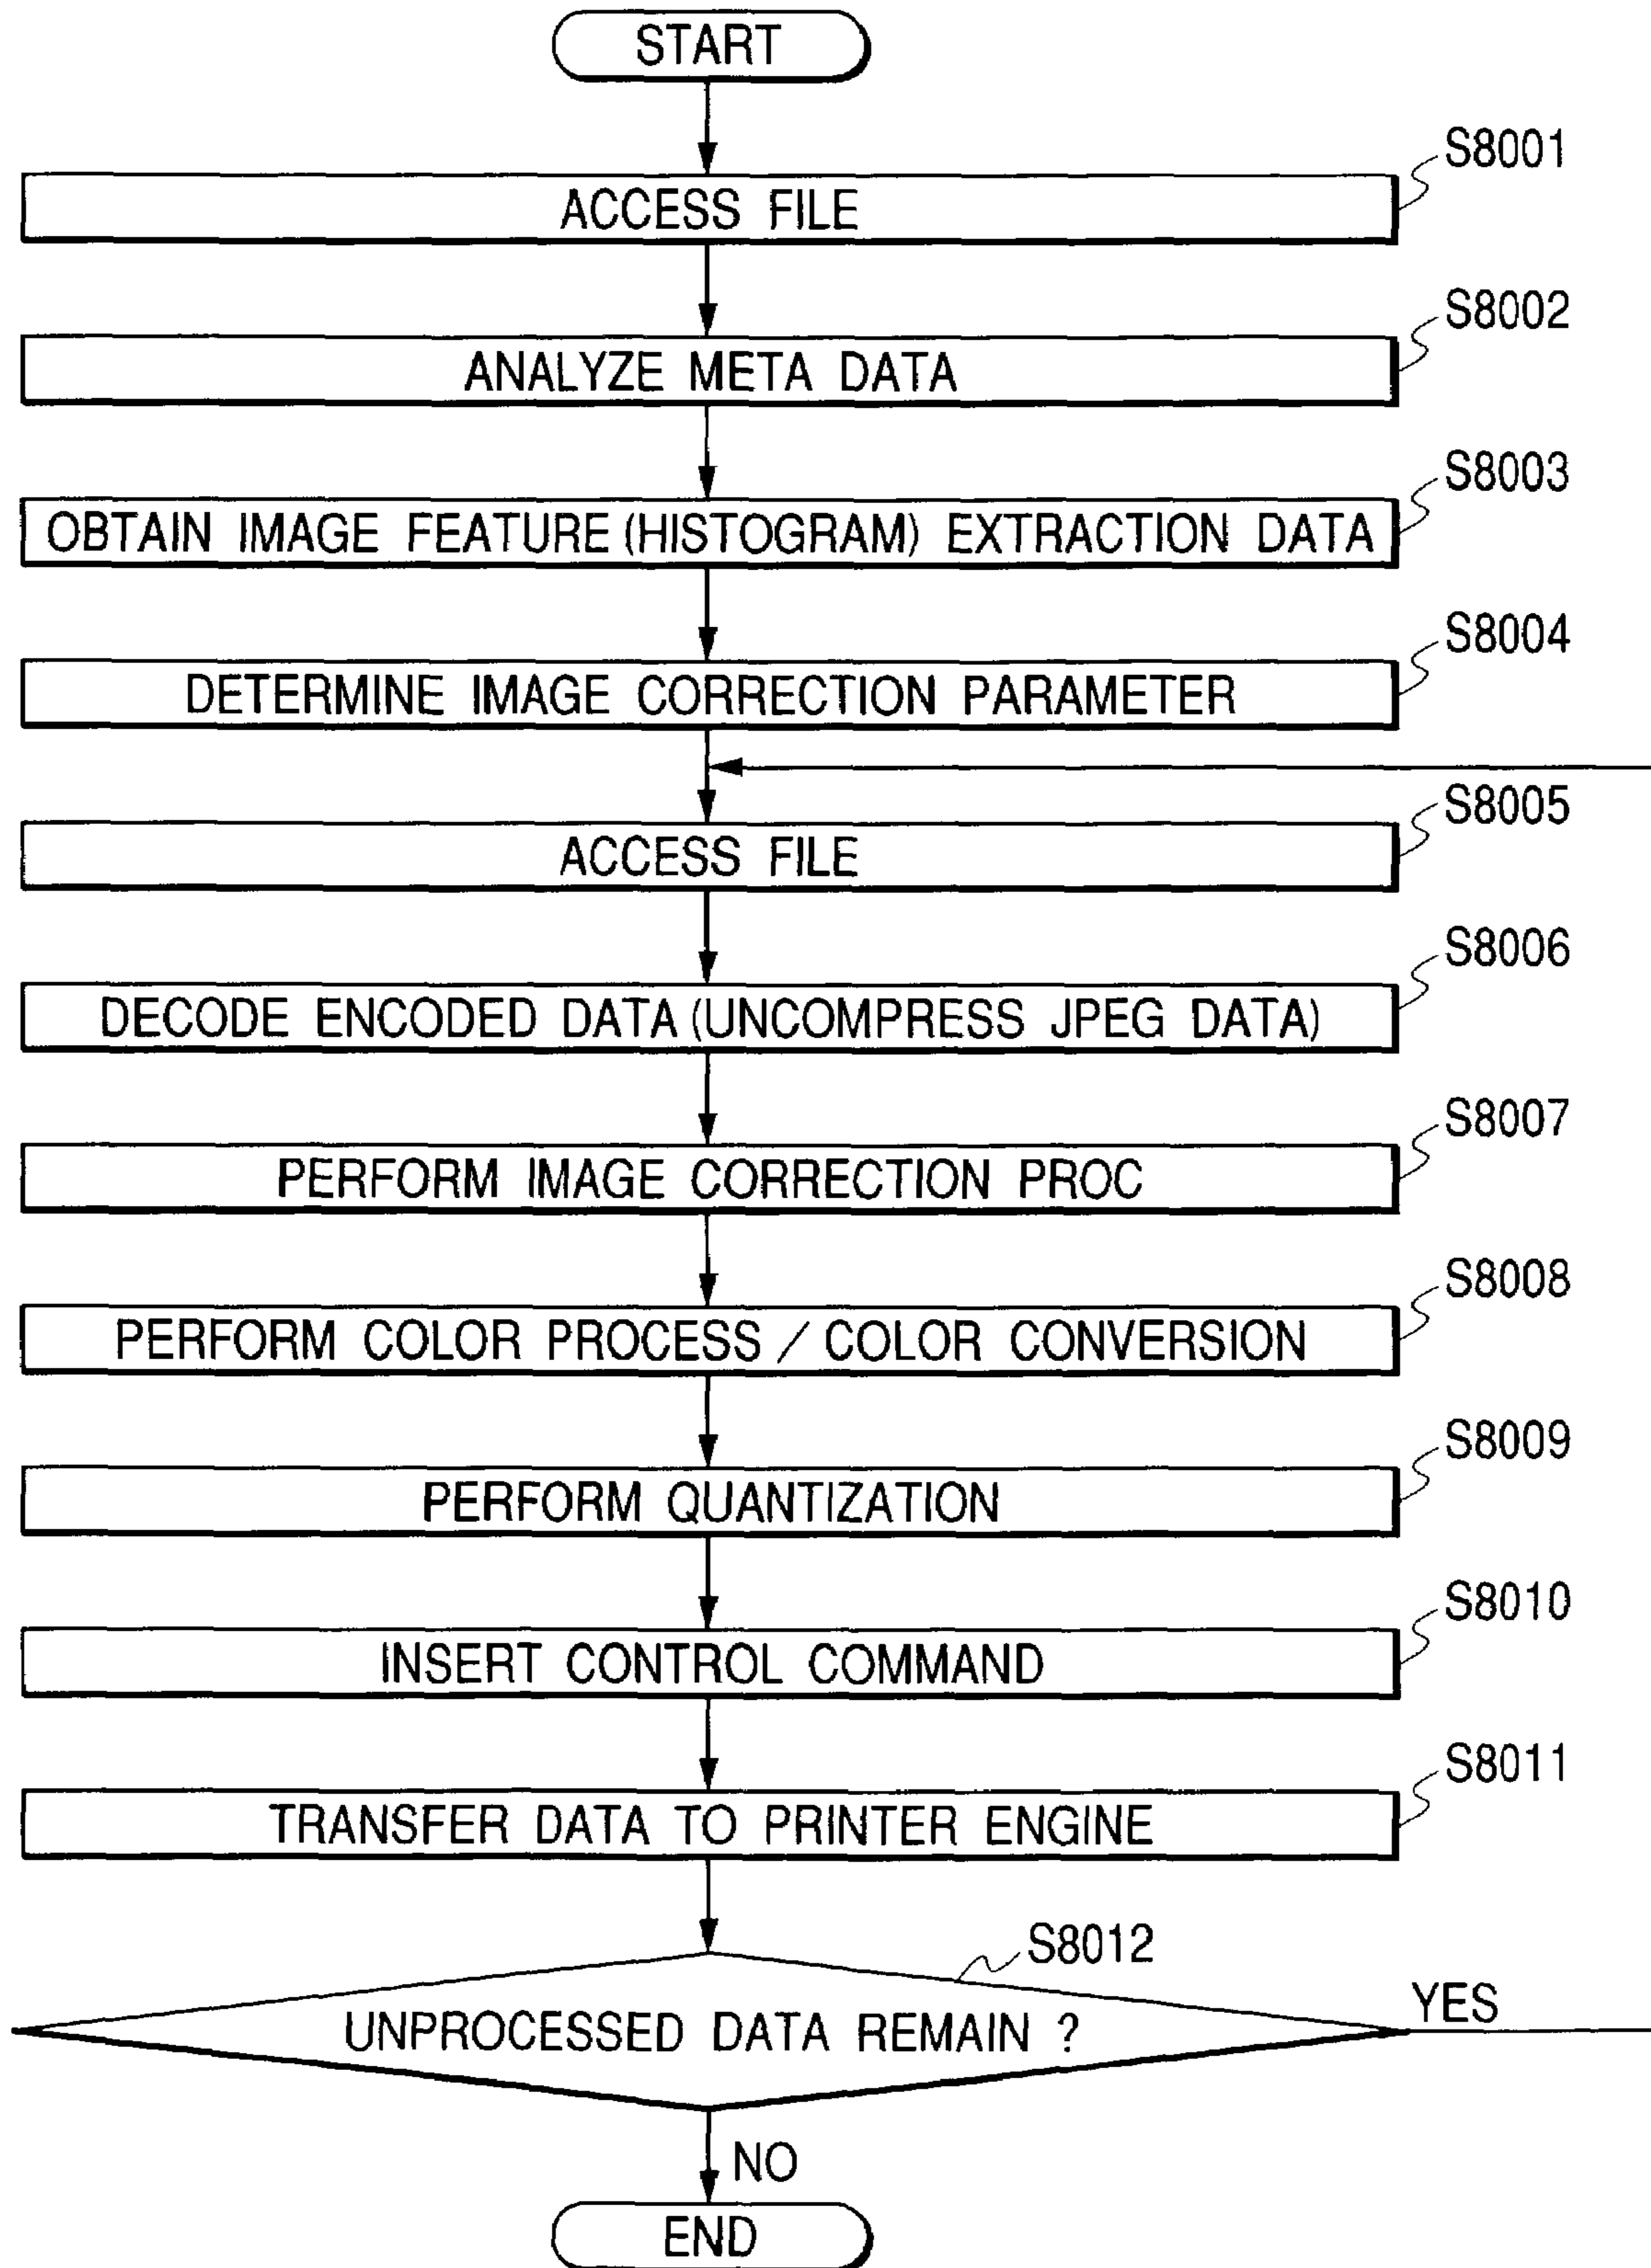 START
S8001
ACCESS FILE
S8002
ANALYZE META DATA
S8003
OBTAIN IMAGE FEATURE (HISTOGRAM) EXTRACTION DATA
S8004
DETERMINE IMAGE CORRECTION PARAMETER
S8005
ACCESS FILE
S8006
DECODE ENCODED DATA (UNCOMPRESS JPEG DATA)
S8007
PERFORM IMAGE CORRECTION PROC
S8008
PERFORM COLOR PROCESS / COLOR CONVERSION
S8009
PERFORM QUANTIZATION
S8010
INSERT CONTROL COMMAND
S8011
TRANSFER DATA TO PRINTER ENGINE
S8012
UNPROCESSED DATA REMAIN ?
YES
NO
END